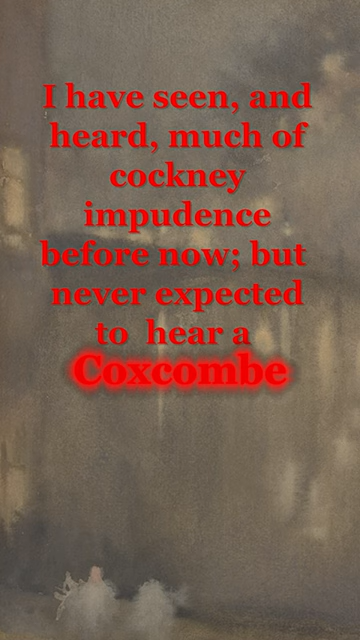 I have seen, and
heard, much of
cockney
impudence
before now; but
never expected
to hear a
Coxcombe